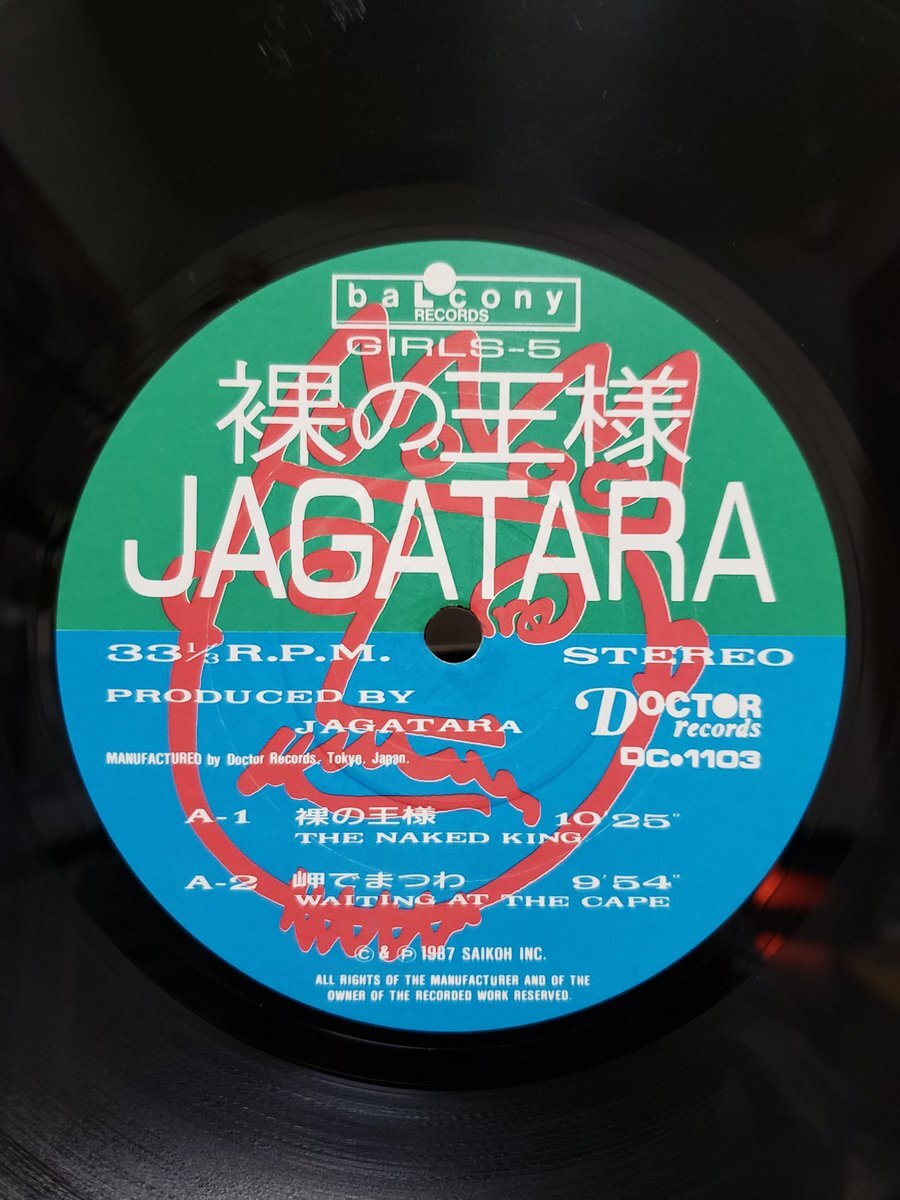 baLcony
RECORDS
GIRLS-5
裸の王様
JAGATARA
33⅓ R.P.M. STEREO
PRODUCED BY
JAGATARA
DOCTOR
records
MANUFACTURED by Doctor Records, Tokyo, Japan.
DC•1103
A-1 裸の王様 10'25"
THE NAKED KING
A-2 岬でまつわ 9'54"
WAITING AT THE CAPE
© & ℗ 1987 SAIKOH INC.
ALL RIGHTS OF THE MANUFACTURER AND OF THE
OWNER OF THE RECORDED WORK RESERVED.